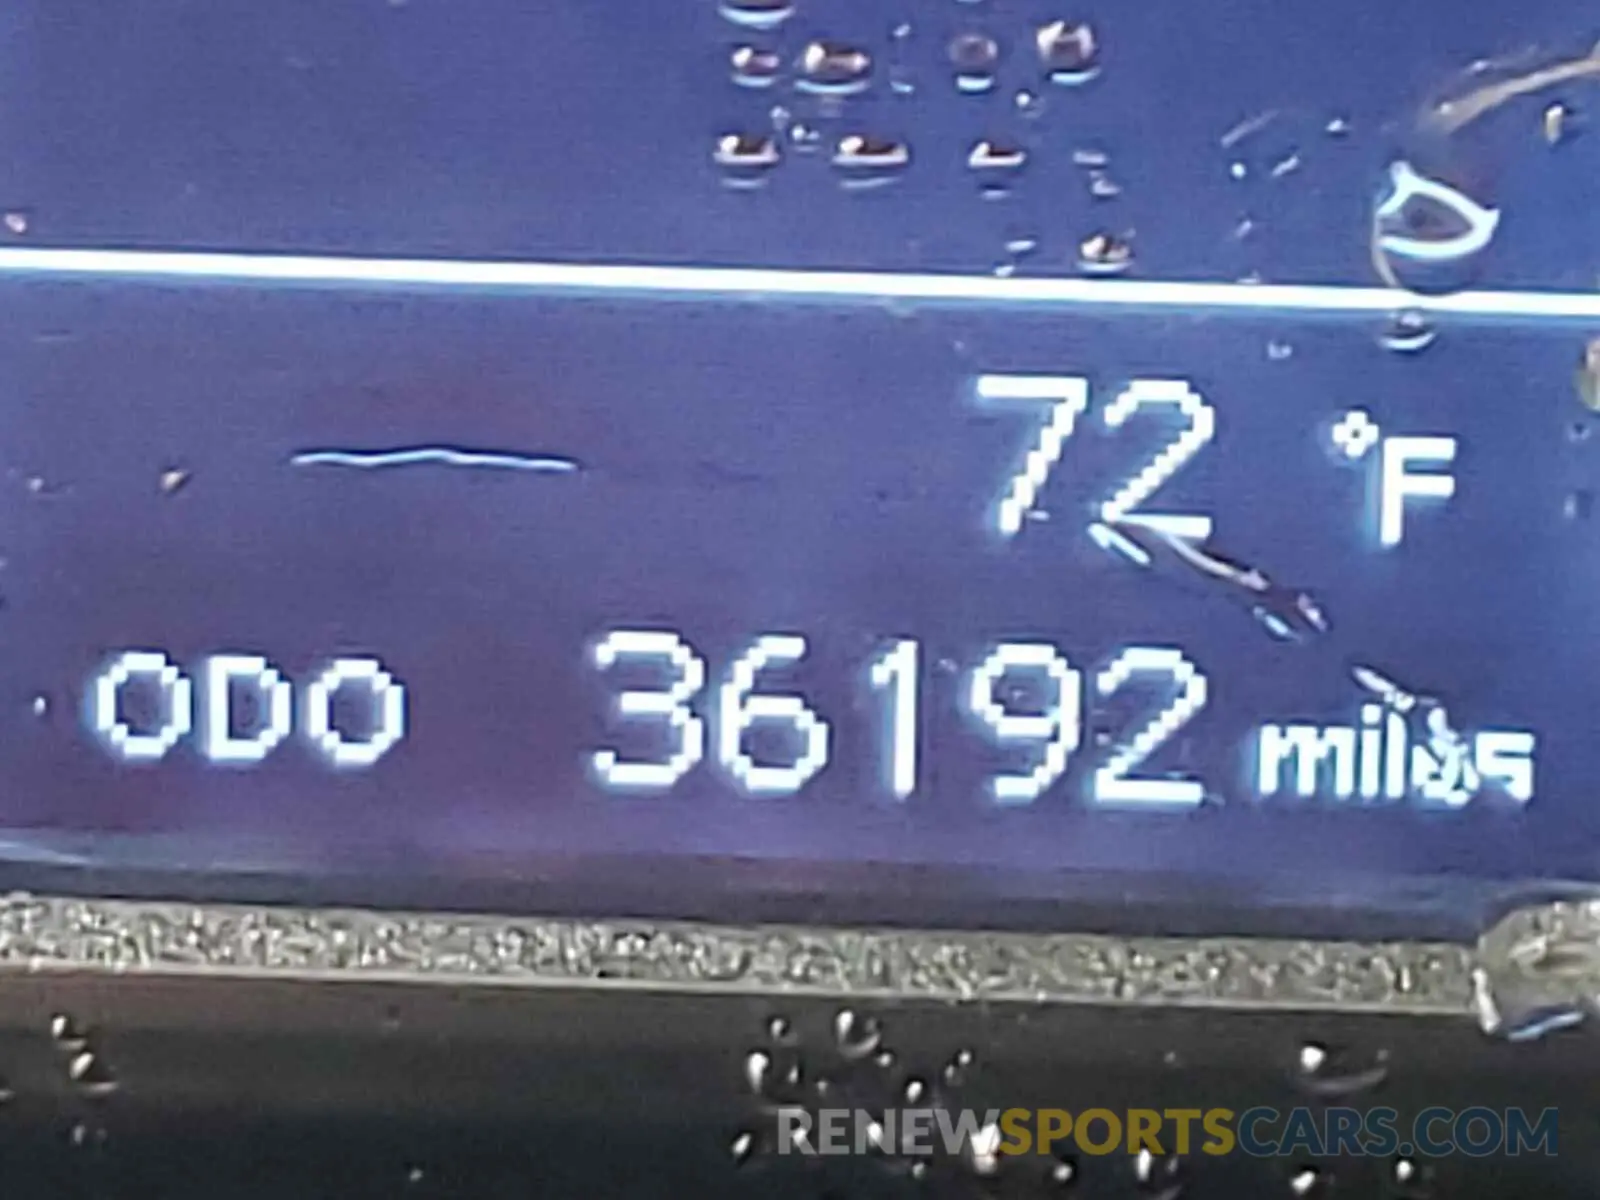 72 °F
ODO 36192 miles
RENEWSPORTSCARS.COM